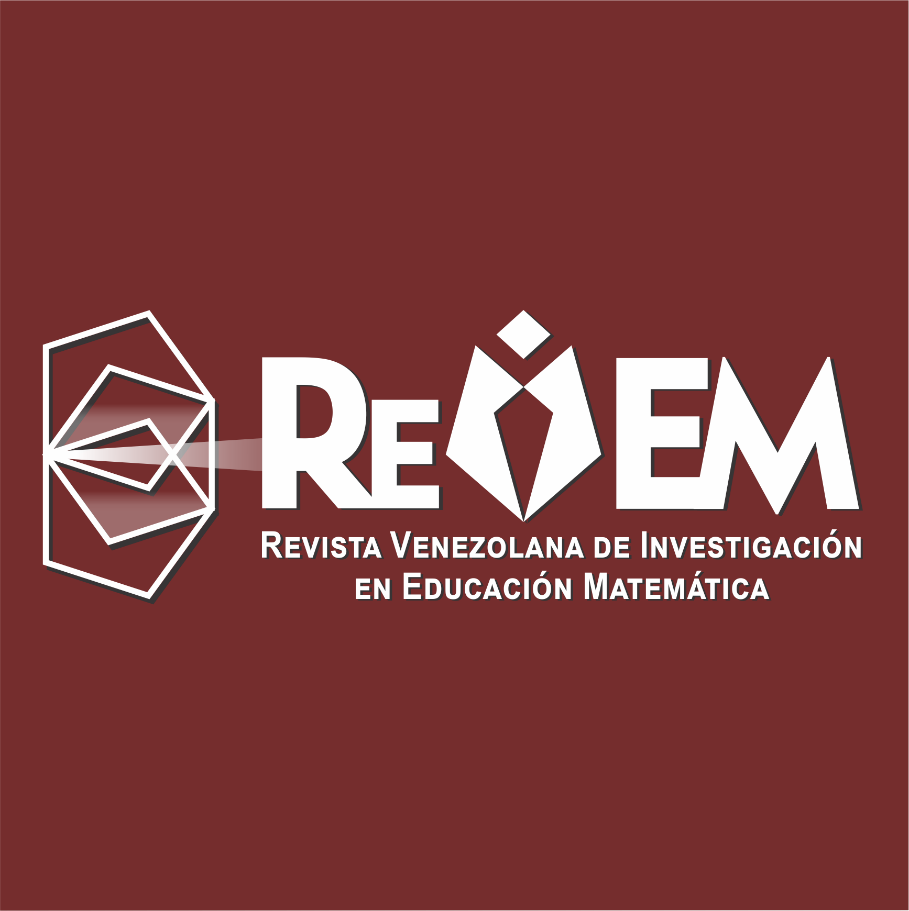 REVIEM
REVISTA VENEZOLANA DE INVESTIGACIÓN
EN EDUCACIÓN MATEMÁTICA